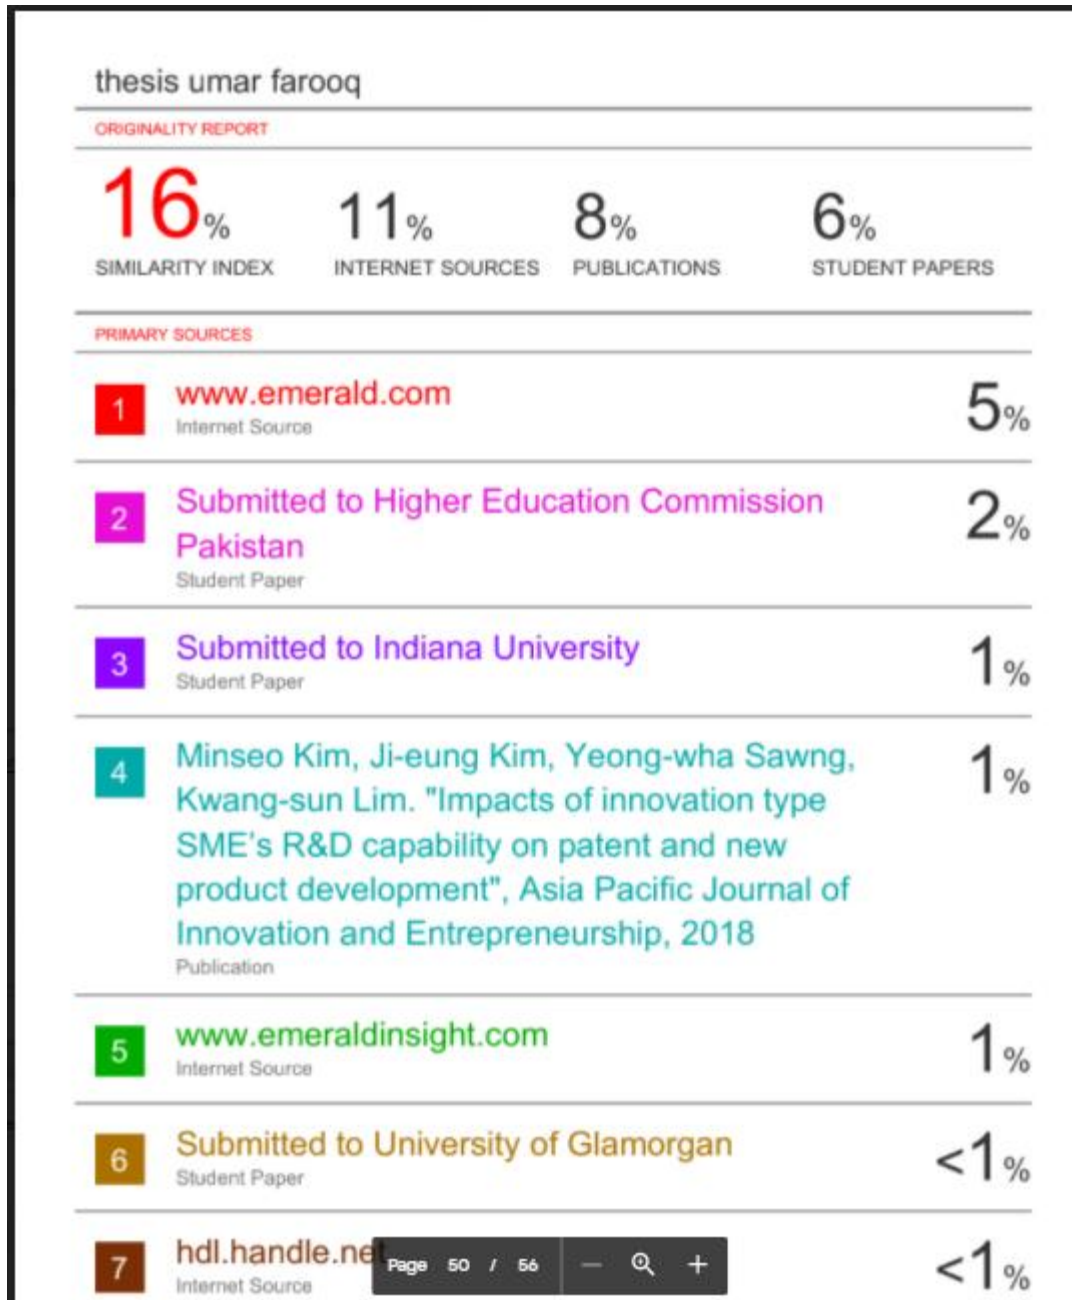 thesis umar farooq
ORIGINALITY REPORT
16%
SIMILARITY INDEX
11%
INTERNET SOURCES
8%
PUBLICATIONS
6%
STUDENT PAPERS
PRIMARY SOURCES
1
www.emerald.com
Internet Source
5%
2
Submitted to Higher Education Commission
Pakistan
Student Paper
2%
3
Submitted to Indiana University
Student Paper
1%
4
Minseo Kim, Ji-eung Kim, Yeong-wha Sawng,
Kwang-sun Lim. "Impacts of innovation type
SME's R&D capability on patent and new
product development", Asia Pacific Journal of
Innovation and Entrepreneurship, 2018
Publication
1%
5
www.emeraldinsight.com
Internet Source
1%
6
Submitted to University of Glamorgan
Student Paper
<1%
7
hdl.handle.net
Internet Source
<1%
Page 50 / 56